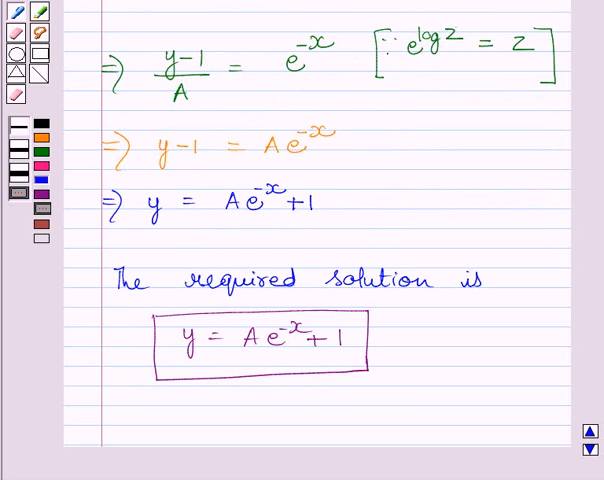 ⇒ y-1/A = e^-x [∵ e^log z = z]
⇒ y-1 = Ae^-x
⇒ y = Ae^-x+1
The required solution is
y = Ae^-x+1